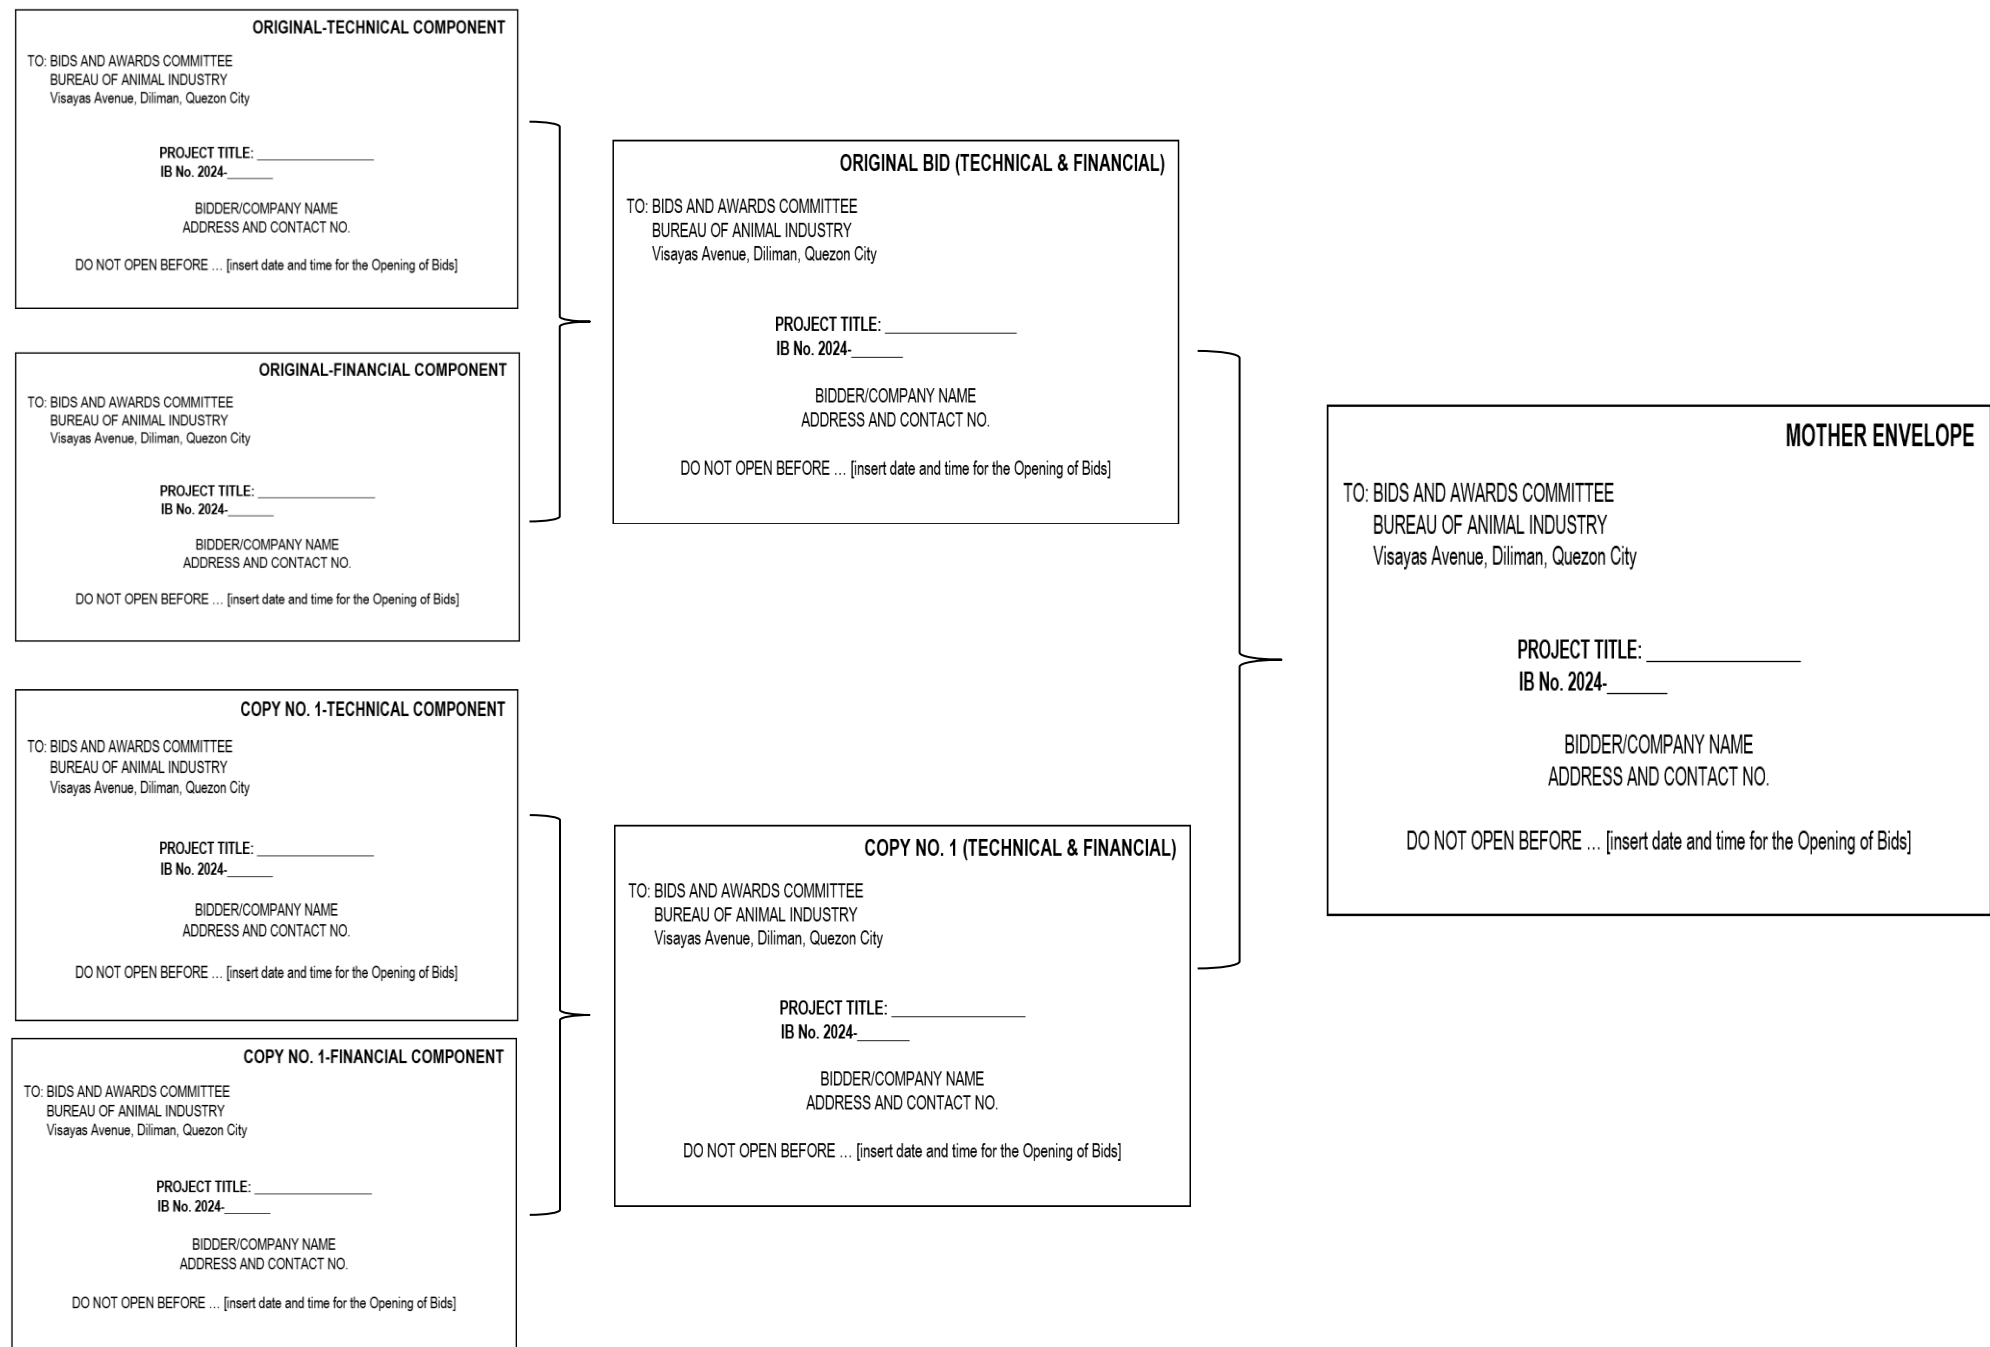 ORIGINAL-TECHNICAL COMPONENT
TO: BIDS AND AWARDS COMMITTEE
BUREAU OF ANIMAL INDUSTRY
Visayas Avenue, Diliman, Quezon City
PROJECT TITLE: ________________
IB No. 2024-_______
BIDDER/COMPANY NAME
ADDRESS AND CONTACT NO.
DO NOT OPEN BEFORE … [insert date and time for the Opening of Bids]
ORIGINAL-FINANCIAL COMPONENT
TO: BIDS AND AWARDS COMMITTEE
BUREAU OF ANIMAL INDUSTRY
Visayas Avenue, Diliman, Quezon City
PROJECT TITLE: ________________
IB No. 2024-_______
BIDDER/COMPANY NAME
ADDRESS AND CONTACT NO.
DO NOT OPEN BEFORE … [insert date and time for the Opening of Bids]
COPY NO. 1-TECHNICAL COMPONENT
TO: BIDS AND AWARDS COMMITTEE
BUREAU OF ANIMAL INDUSTRY
Visayas Avenue, Diliman, Quezon City
PROJECT TITLE: ________________
IB No. 2024-_______
BIDDER/COMPANY NAME
ADDRESS AND CONTACT NO.
DO NOT OPEN BEFORE … [insert date and time for the Opening of Bids]
COPY NO. 1-FINANCIAL COMPONENT
TO: BIDS AND AWARDS COMMITTEE
BUREAU OF ANIMAL INDUSTRY
Visayas Avenue, Diliman, Quezon City
PROJECT TITLE: ________________
IB No. 2024-_______
BIDDER/COMPANY NAME
ADDRESS AND CONTACT NO.
DO NOT OPEN BEFORE … [insert date and time for the Opening of Bids]
ORIGINAL BID (TECHNICAL & FINANCIAL)
TO: BIDS AND AWARDS COMMITTEE
BUREAU OF ANIMAL INDUSTRY
Visayas Avenue, Diliman, Quezon City
PROJECT TITLE: ________________
IB No. 2024-_______
BIDDER/COMPANY NAME
ADDRESS AND CONTACT NO.
DO NOT OPEN BEFORE … [insert date and time for the Opening of Bids]
COPY NO. 1 (TECHNICAL & FINANCIAL)
TO: BIDS AND AWARDS COMMITTEE
BUREAU OF ANIMAL INDUSTRY
Visayas Avenue, Diliman, Quezon City
PROJECT TITLE: ________________
IB No. 2024-_______
BIDDER/COMPANY NAME
ADDRESS AND CONTACT NO.
DO NOT OPEN BEFORE … [insert date and time for the Opening of Bids]
MOTHER ENVELOPE
TO: BIDS AND AWARDS COMMITTEE
BUREAU OF ANIMAL INDUSTRY
Visayas Avenue, Diliman, Quezon City
PROJECT TITLE: ________________
IB No. 2024-_______
BIDDER/COMPANY NAME
ADDRESS AND CONTACT NO.
DO NOT OPEN BEFORE … [insert date and time for the Opening of Bids]